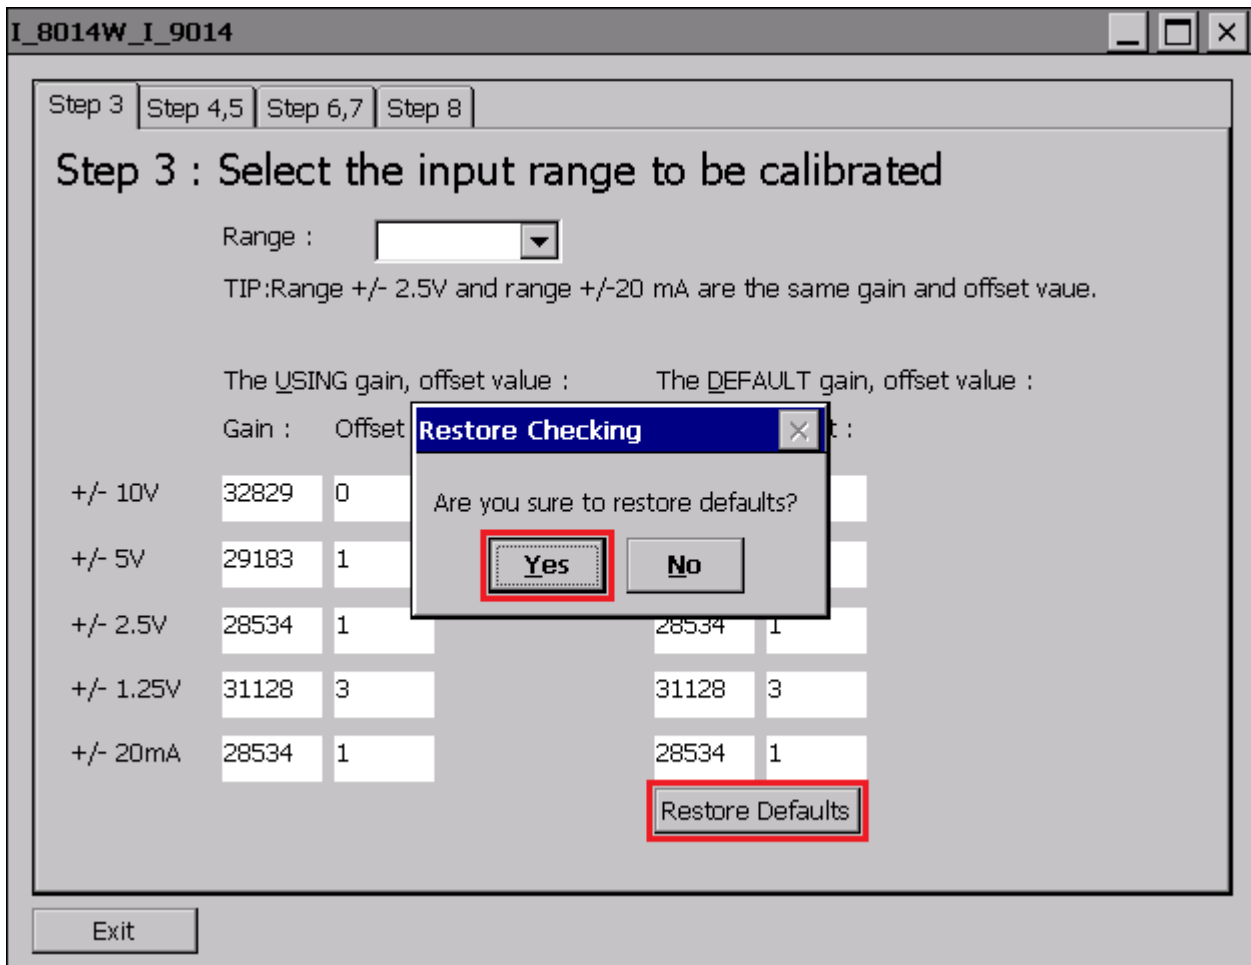 I_8014W_I_9014
Step 3 Step 4,5 Step 6,7 Step 8
Step 3 : Select the input range to be calibrated
Range :
TIP:Range +/- 2.5V and range +/-20 mA are the same gain and offset vaue.
The USING gain, offset value : The DEFAULT gain, offset value :
Gain : Offset t :
Restore Checking
Are you sure to restore defaults?
Yes No
+/- 10V 32829 0
+/- 5V 29183 1
+/- 2.5V 28534 1 28534 1
+/- 1.25V 31128 3 31128 3
+/- 20mA 28534 1 28534 1
Restore Defaults
Exit